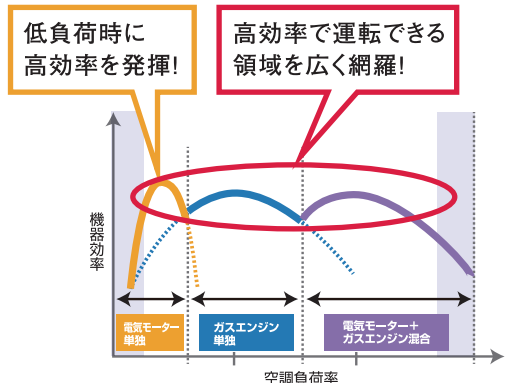 低負荷時に
高効率を発揮!
高効率で運転できる
領域を広く網羅!
機器効率
電気モーター
単独
ガスエンジン
単独
電気モーター＋
ガスエンジン混合
空調負荷率